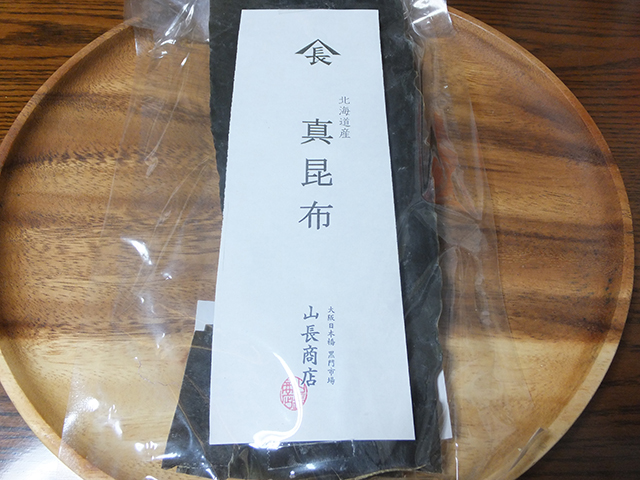 長
北海道産
真昆布
大阪日本橋 黒門市場
山長商店